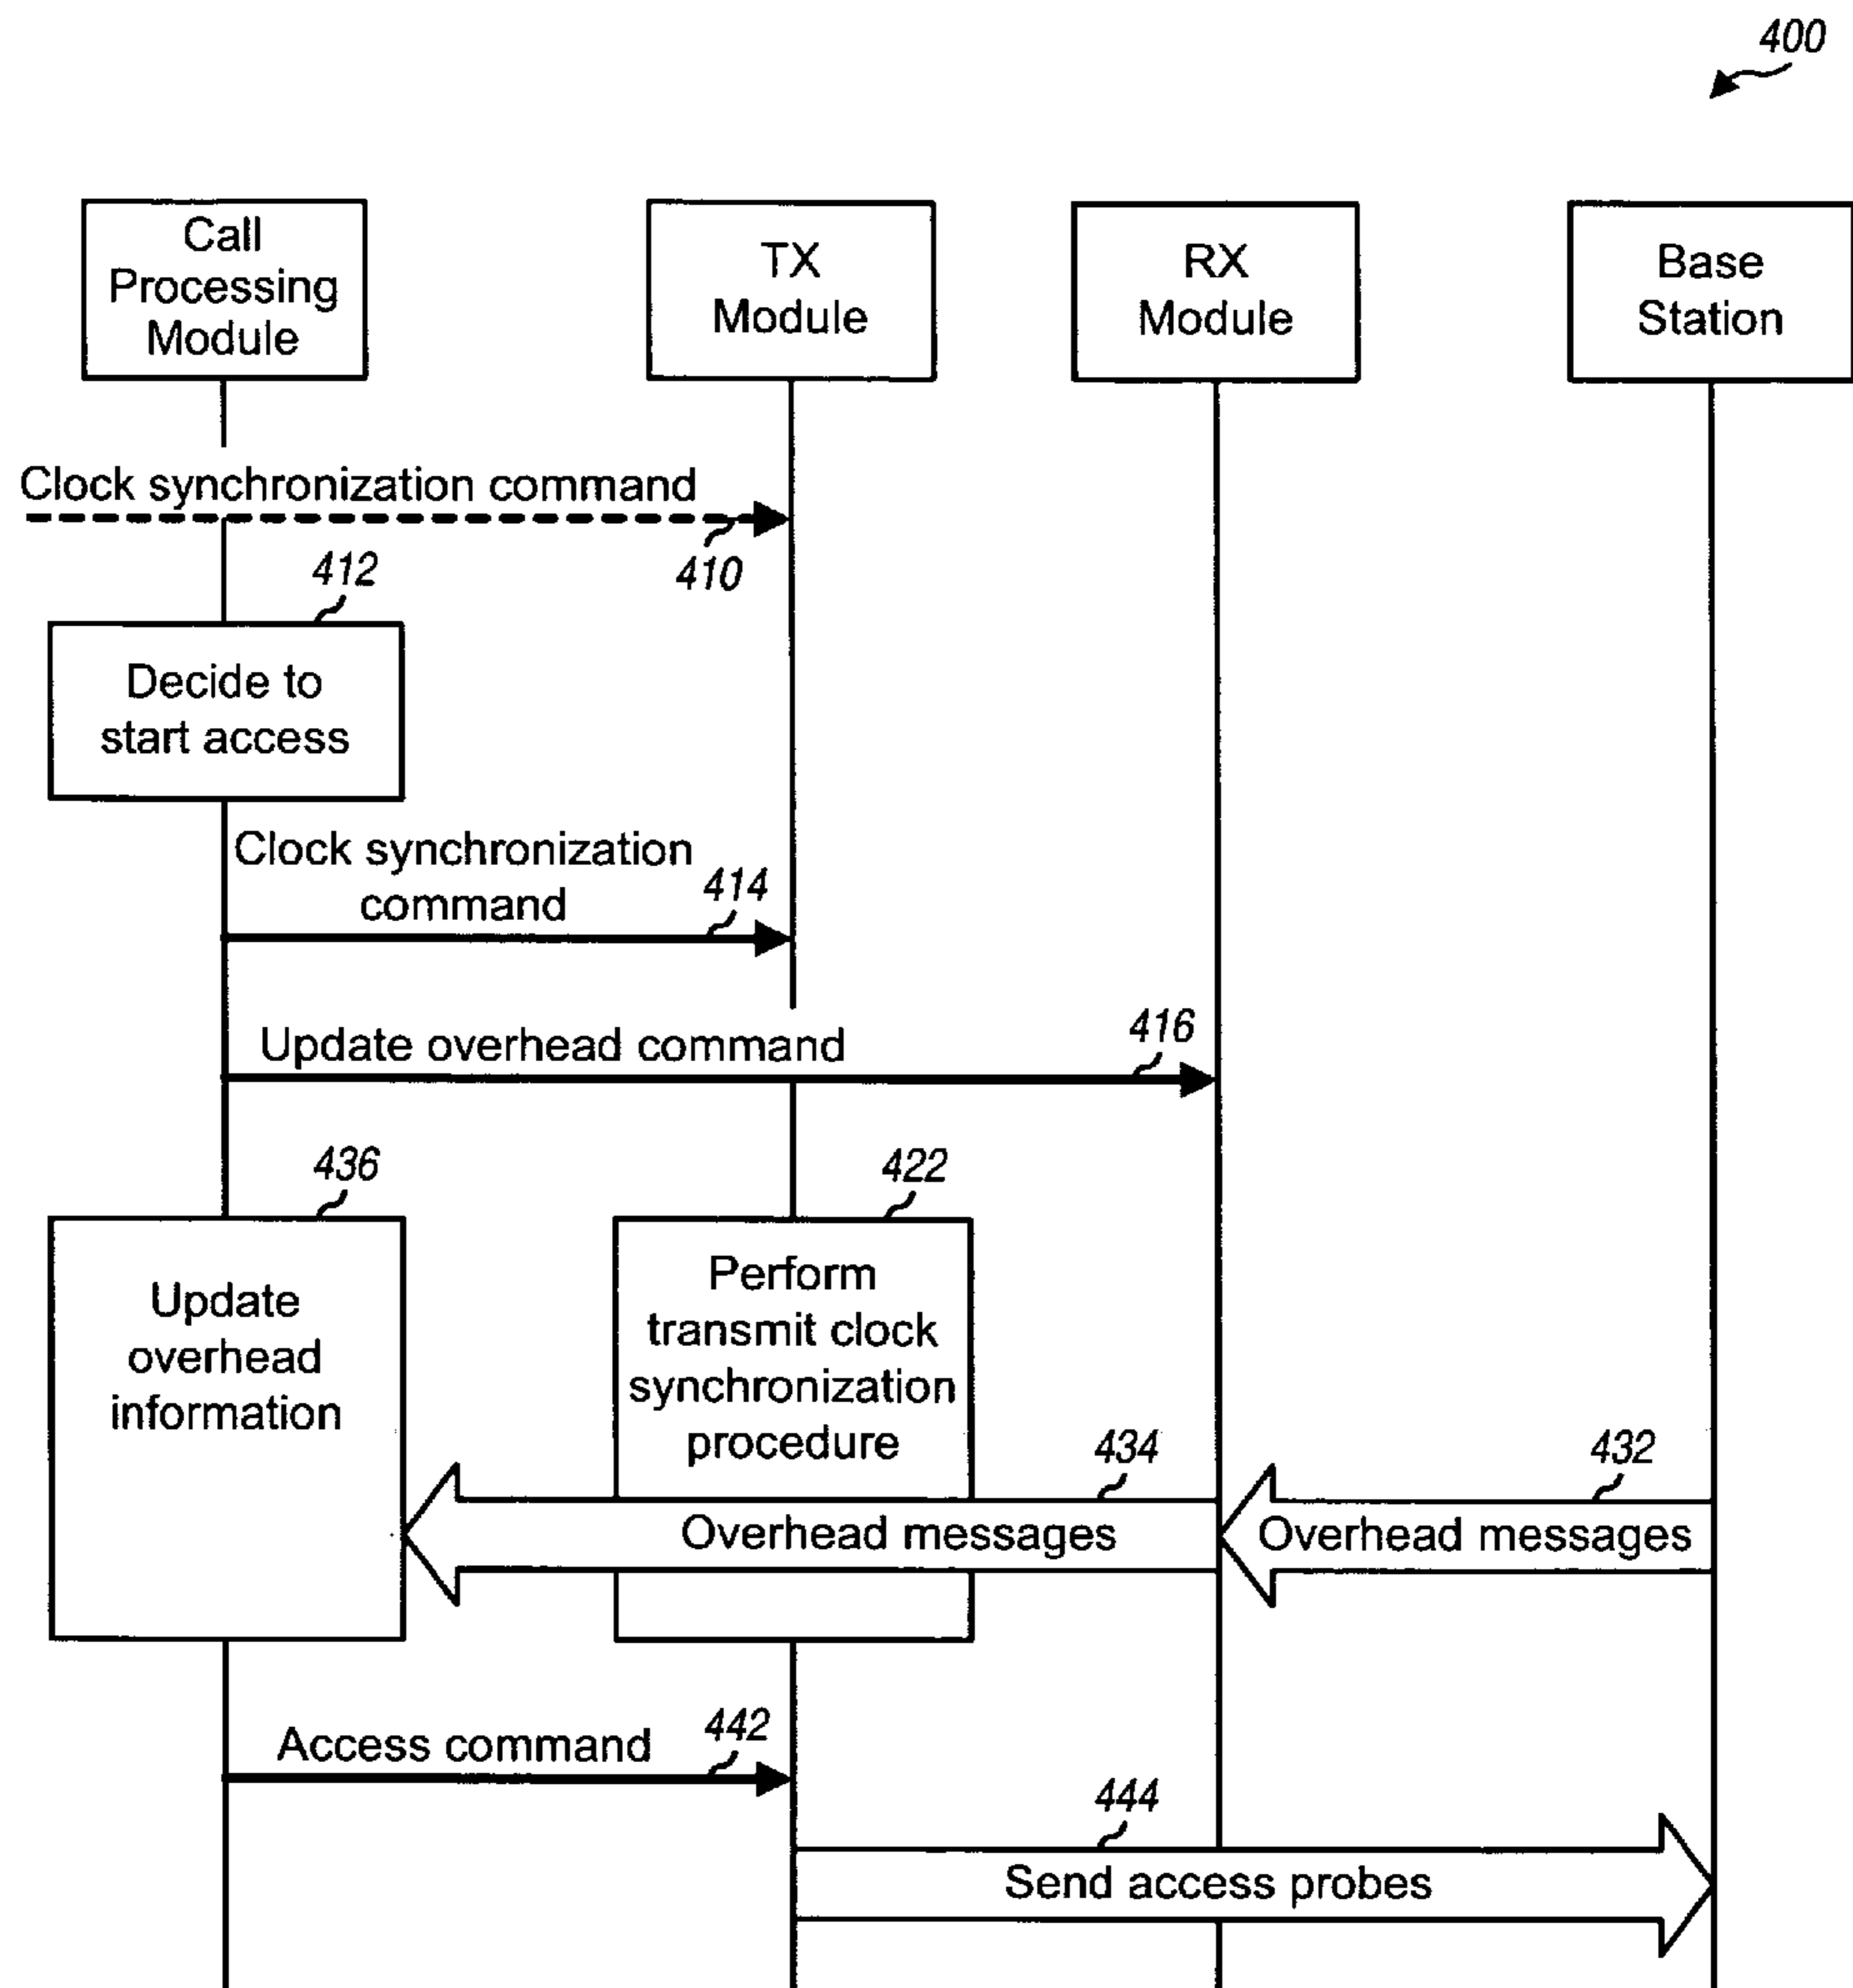 400
Call
Processing
Module
TX
Module
RX
Module
Base
Station
Clock synchronization command
410
412
Decide to
start access
Clock synchronization
command
414
Update overhead command
416
436
Update
overhead
information
422
Perform
transmit clock
synchronization
procedure
434
Overhead messages
432
Overhead messages
Access command
442
444
Send access probes